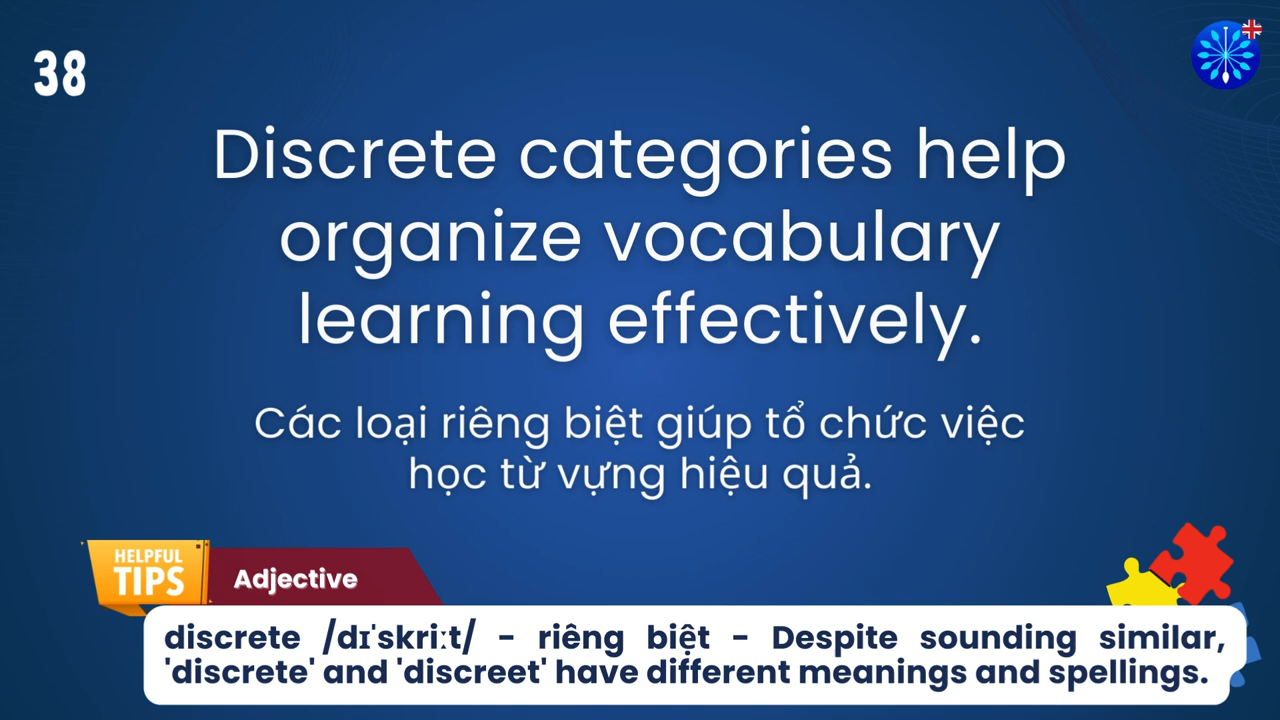 38
Discrete categories help
organize vocabulary
learning effectively.
Các loại riêng biệt giúp tổ chức việc
học từ vựng hiệu quả.
HELPFUL
TIPS
Adjective
discrete /dɪˈskriːt/ - riêng biệt - Despite sounding similar,
'discrete' and 'discreet' have different meanings and spellings.